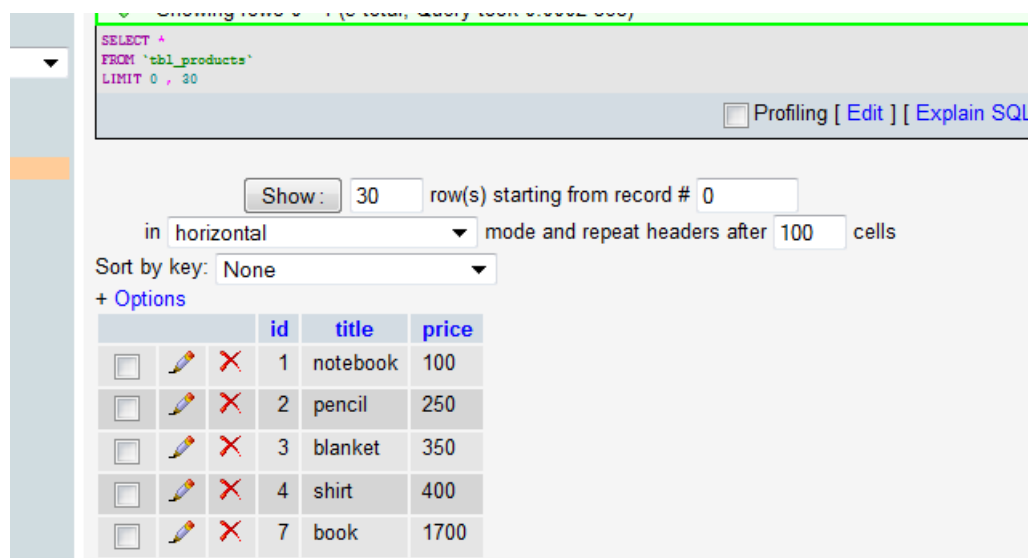 SELECT *
FROM `tbl_products`
LIMIT 0 , 30
Profiling [ Edit ] [ Explain SQL
Show : 30 row(s) starting from record # 0
in horizontal mode and repeat headers after 100 cells
Sort by key: None
+ Options
id title price
1 notebook 100
2 pencil 250
3 blanket 350
4 shirt 400
7 book 1700